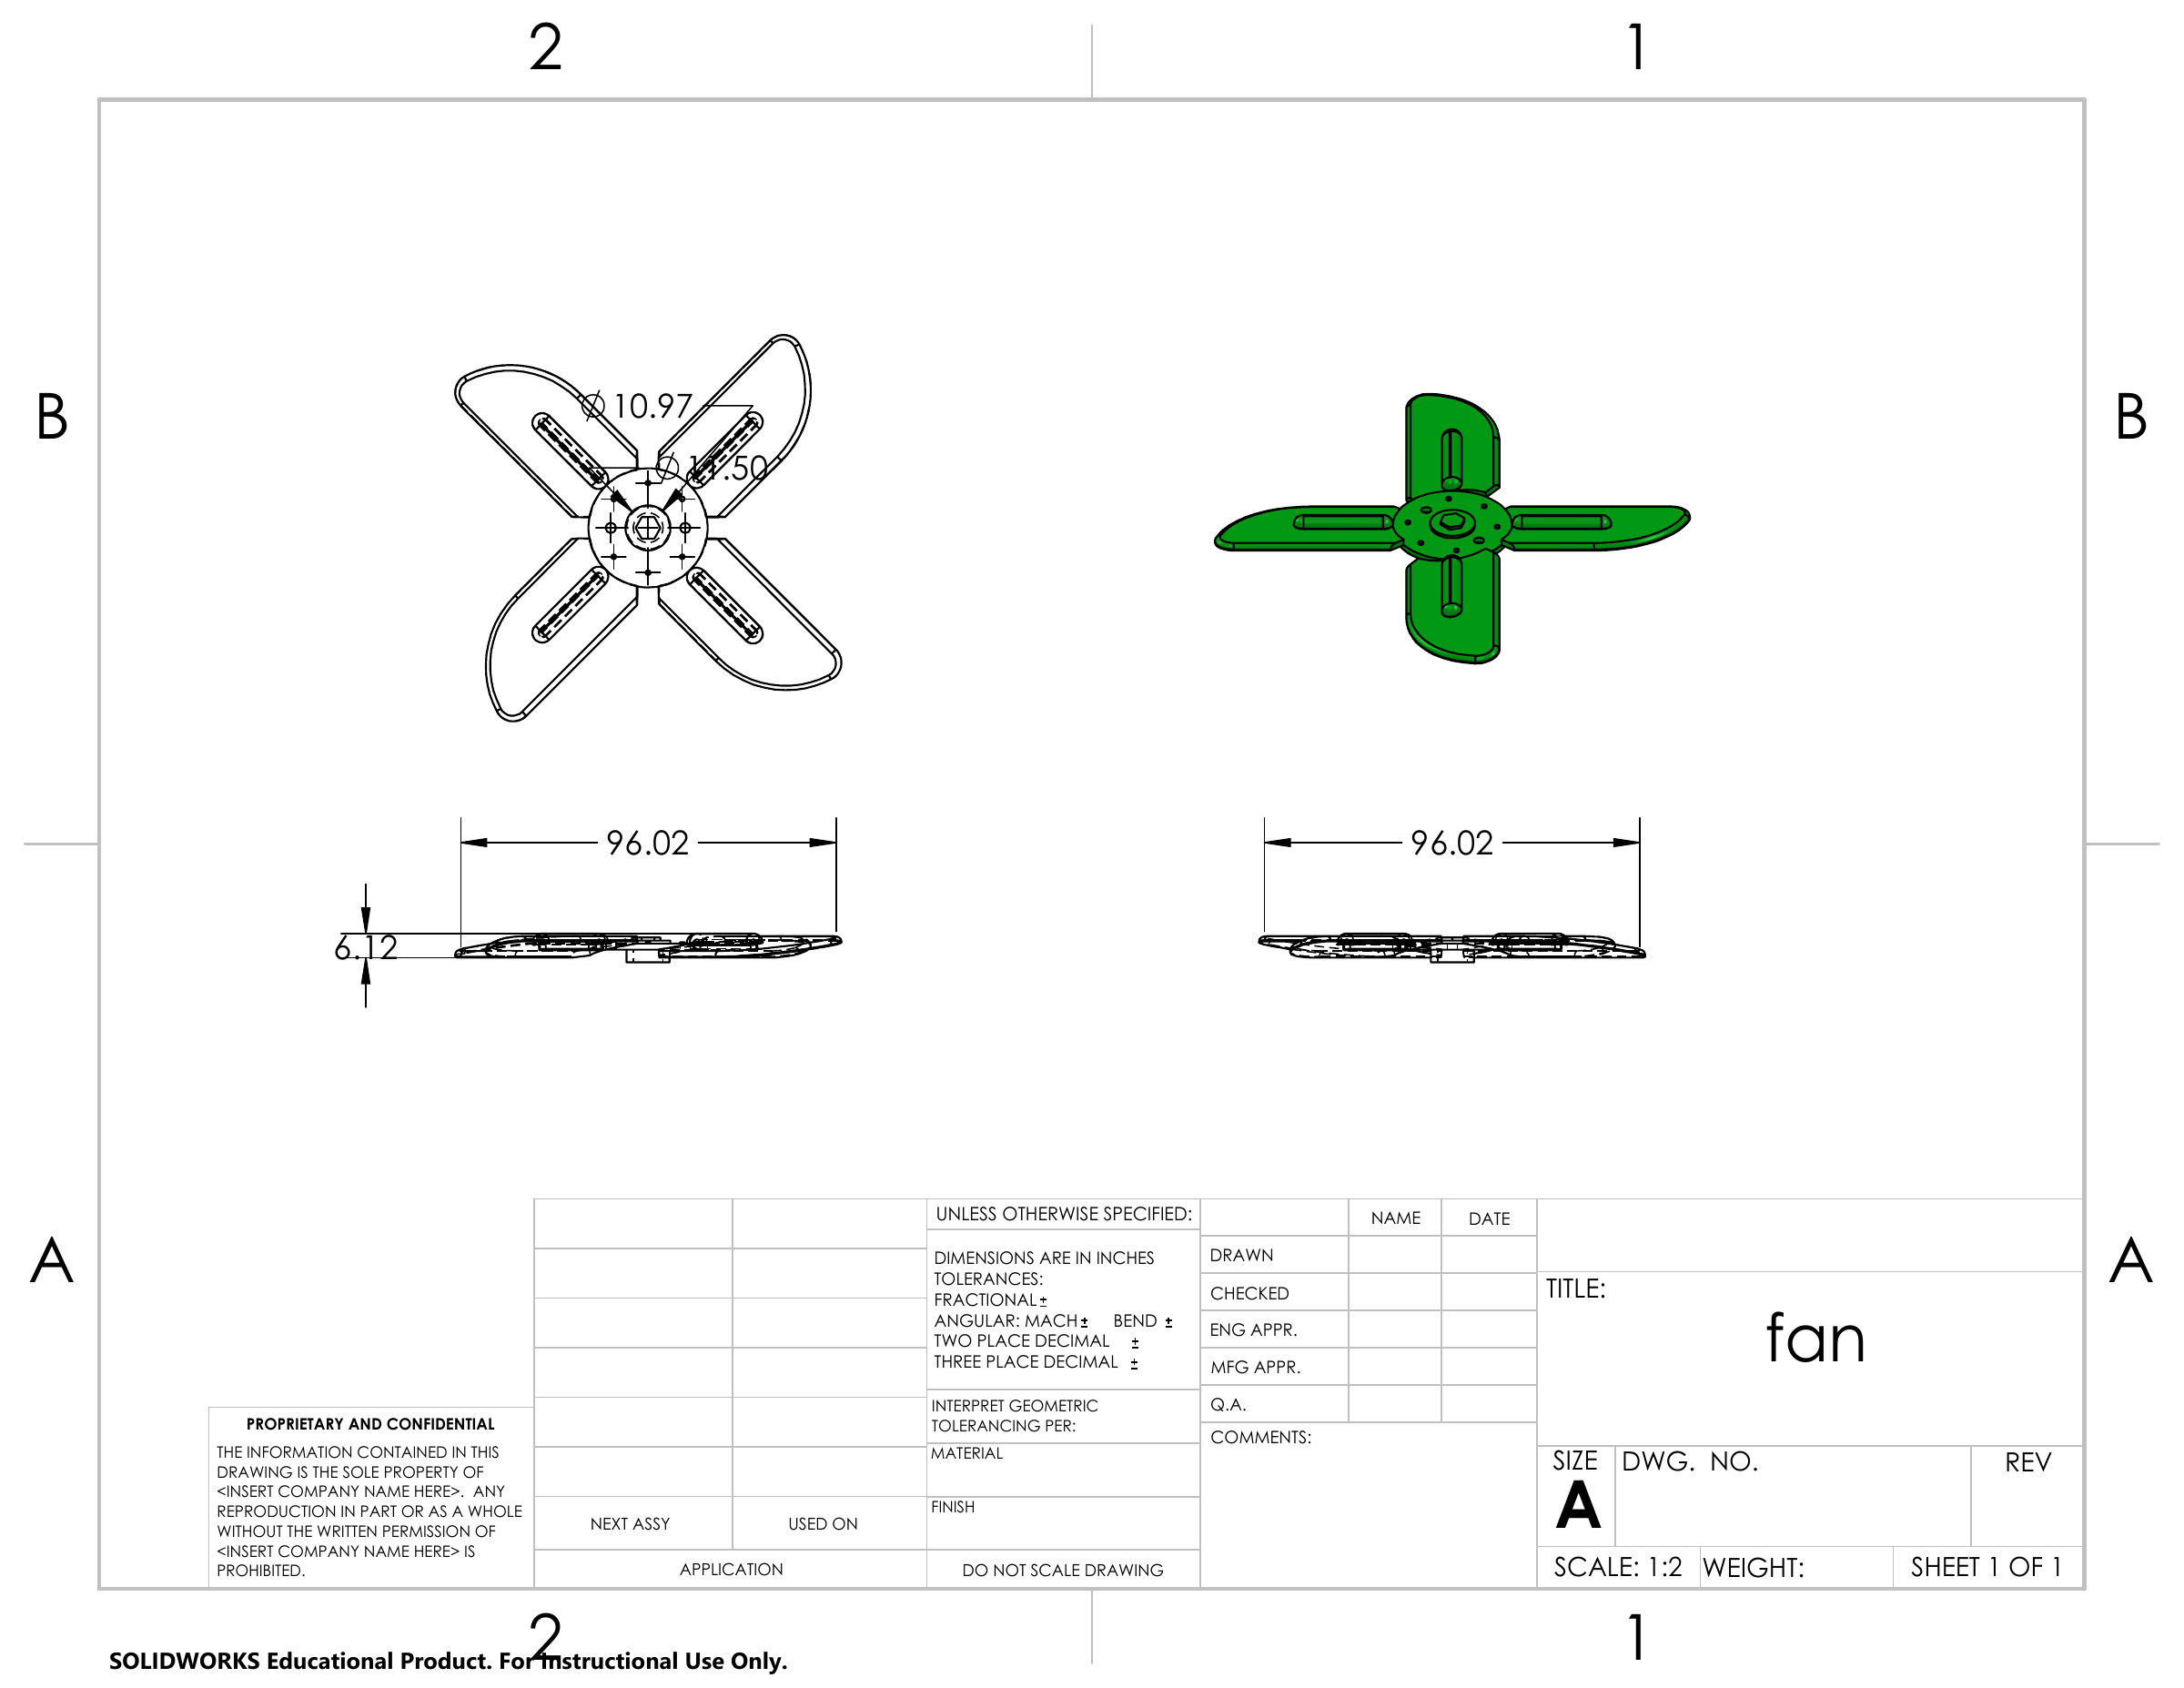 2
1
B
B
⌀ 10.97
⌀ 11.50
96.02
96.02
6.12
A
A
UNLESS OTHERWISE SPECIFIED:
DIMENSIONS ARE IN INCHES
TOLERANCES:
FRACTIONAL ±
ANGULAR: MACH ± BEND ±
TWO PLACE DECIMAL ±
THREE PLACE DECIMAL ±
INTERPRET GEOMETRIC
TOLERANCING PER:
MATERIAL
FINISH
DO NOT SCALE DRAWING
NAME DATE
DRAWN
CHECKED
ENG APPR.
MFG APPR.
Q.A.
COMMENTS:
TITLE:
fan
SIZE
A
DWG. NO.
REV
SCALE: 1:2
WEIGHT:
SHEET 1 OF 1
PROPRIETARY AND CONFIDENTIAL
THE INFORMATION CONTAINED IN THIS
DRAWING IS THE SOLE PROPERTY OF
<INSERT COMPANY NAME HERE>. ANY
REPRODUCTION IN PART OR AS A WHOLE
WITHOUT THE WRITTEN PERMISSION OF
<INSERT COMPANY NAME HERE> IS
PROHIBITED.
NEXT ASSY
USED ON
APPLICATION
2
1
SOLIDWORKS Educational Product. For Instructional Use Only.